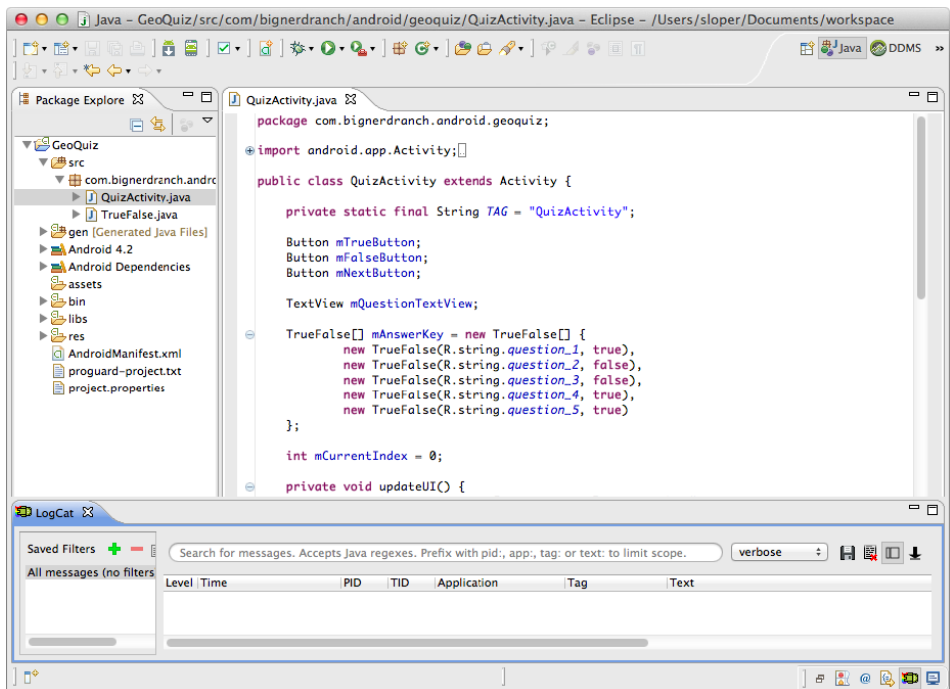 Java – GeoQuiz/src/com/bignerdranch/android/geoquiz/QuizActivity.java – Eclipse – /Users/sloper/Documents/workspace
Java
DDMS
»
Package Explore
QuizActivity.java
GeoQuiz
src
com.bignerdranch.andro
QuizActivity.java
TrueFalse.java
gen [Generated Java Files]
Android 4.2
Android Dependencies
assets
bin
libs
res
AndroidManifest.xml
proguard-project.txt
project.properties
package com.bignerdranch.android.geoquiz;
import android.app.Activity;
public class QuizActivity extends Activity {
private static final String TAG = "QuizActivity";
Button mTrueButton;
Button mFalseButton;
Button mNextButton;
TextView mQuestionTextView;
TrueFalse[] mAnswerKey = new TrueFalse[] {
new TrueFalse(R.string.question_1, true),
new TrueFalse(R.string.question_2, false),
new TrueFalse(R.string.question_3, false),
new TrueFalse(R.string.question_4, true),
new TrueFalse(R.string.question_5, true)
};
int mCurrentIndex = 0;
private void updateUI() {
LogCat
Saved Filters
All messages (no filters
Search for messages. Accepts Java regexes. Prefix with pid:, app:, tag: or text: to limit scope.
verbose
Level Time PID TID Application Tag Text